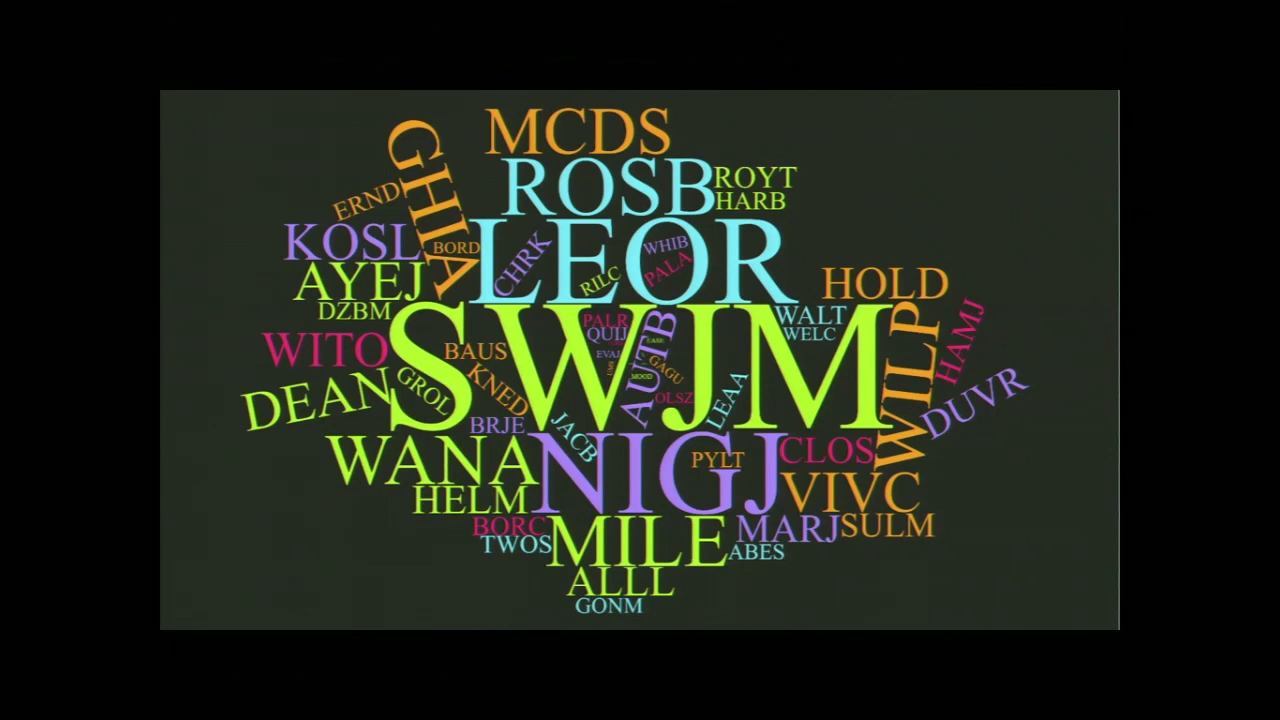 MCDS
GHIA
ROSB
ROYT
HARB
ERND
KOSL
BORD
LEOR
CHRK
WHIB
PALA
RILC
AYEJ
HOLD
DZBM
SWJM
PALR
QUIJ
AUTB
WALT
WELC
WILP
HAMJ
WITO
BAUS
EVAJ
GAGU
MOOD
DEAN
GROL
KNED
OLSZ
LEAA
DUVR
BRJE
JACB
WANA
NIGJ
PYLT
CLOS
HELM
VIVC
BORC
TWOS
MILE
MARJ
SULM
ABES
ALLL
GONM